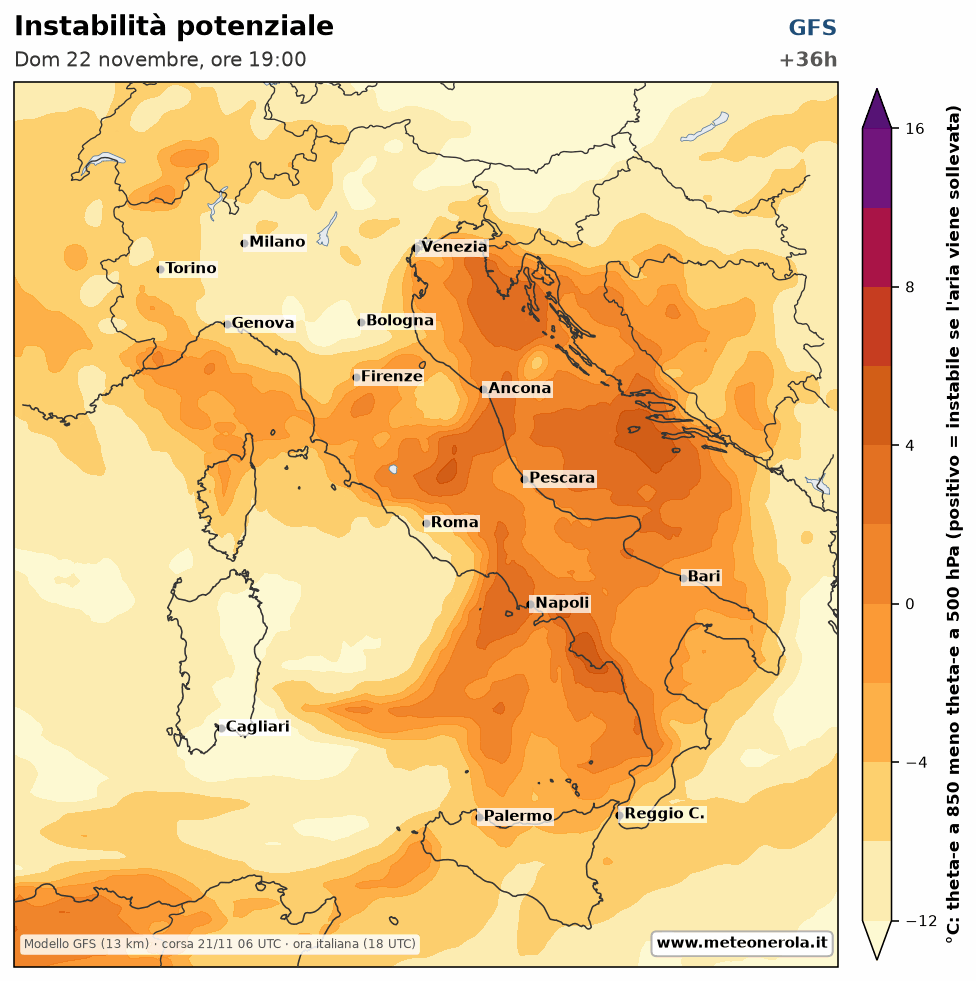 Instabilità potenziale
GFS
Dom 22 novembre, ore 19:00
+36h
Milano
Venezia
Torino
Genova
Bologna
Firenze
Ancona
Pescara
Roma
Bari
Napoli
Cagliari
Palermo
Reggio C.
Modello GFS (13 km) · corsa 21/11 06 UTC · ora italiana (18 UTC)
www.meteonerola.it
16
8
4
0
−4
−12
°C: theta-e a 850 meno theta-e a 500 hPa (positivo = instabile se l'aria viene sollevata)